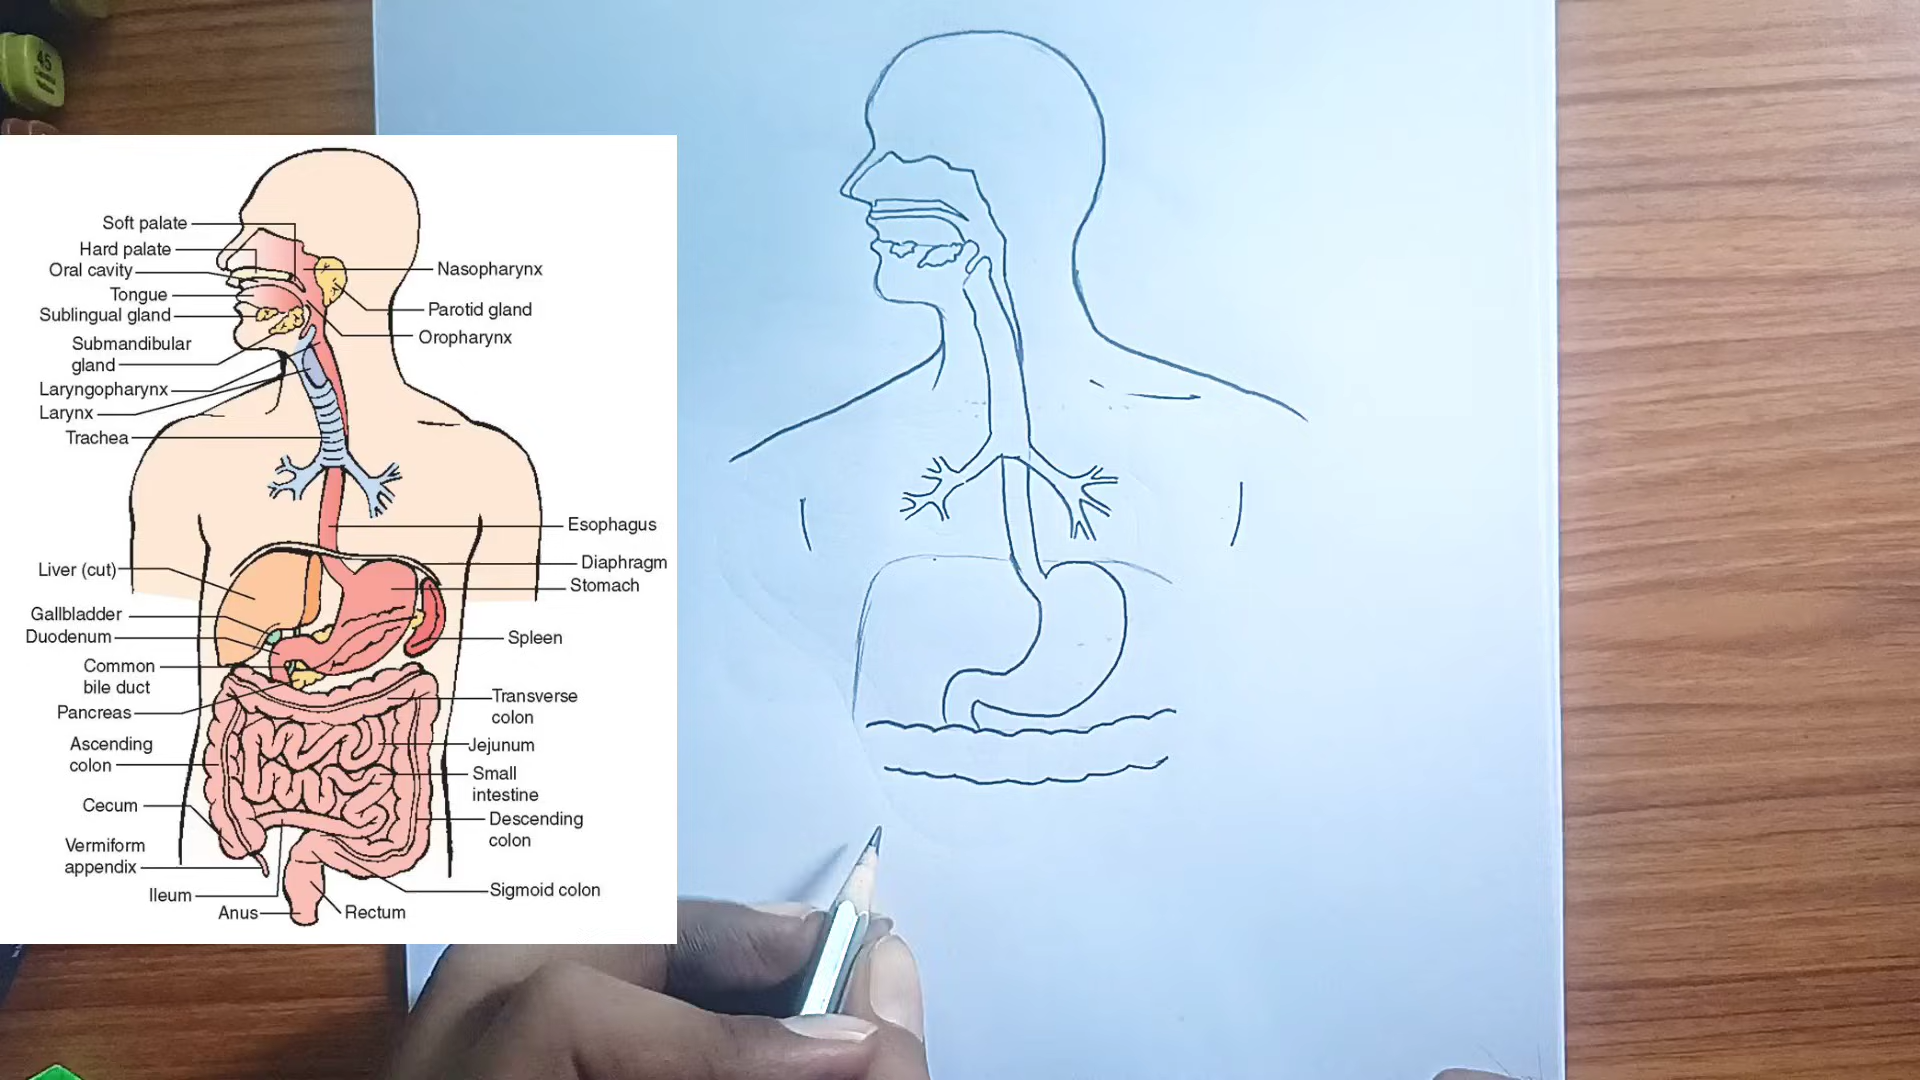 45
Soft palate
Hard palate
Oral cavity
Tongue
Sublingual gland
Submandibular
gland
Laryngopharynx
Larynx
Trachea
Nasopharynx
Parotid gland
Oropharynx
Esophagus
Diaphragm
Stomach
Liver (cut)
Gallbladder
Duodenum
Common
bile duct
Pancreas
Ascending
colon
Cecum
Vermiform
appendix
Ileum
Anus
Spleen
Transverse
colon
Jejunum
Small
intestine
Descending
colon
Sigmoid colon
Rectum